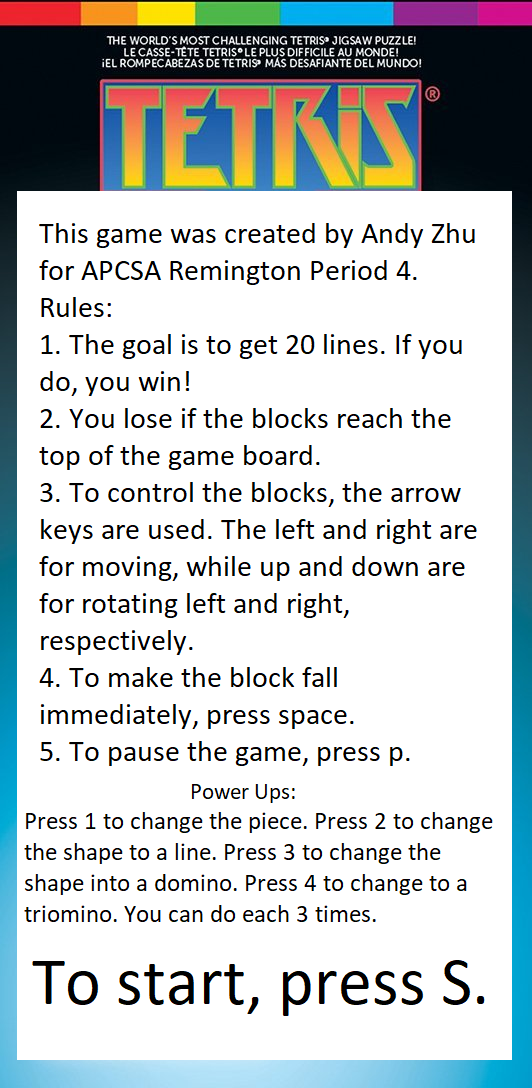 THE WORLD'S MOST CHALLENGING TETRIS® JIGSAW PUZZLE!
LE CASSE-TÊTE TETRIS® LE PLUS DIFFICILE AU MONDE!
¡EL ROMPECABEZAS DE TETRIS® MÁS DESAFIANTE DEL MUNDO!
TETRiS®
This game was created by Andy Zhu
for APCSA Remington Period 4.
Rules:
1. The goal is to get 20 lines. If you
do, you win!
2. You lose if the blocks reach the
top of the game board.
3. To control the blocks, the arrow
keys are used. The left and right are
for moving, while up and down are
for rotating left and right,
respectively.
4. To make the block fall
immediately, press space.
5. To pause the game, press p.
Power Ups:
Press 1 to change the piece. Press 2 to change
the shape to a line. Press 3 to change the
shape into a domino. Press 4 to change to a
triomino. You can do each 3 times.
To start, press S.